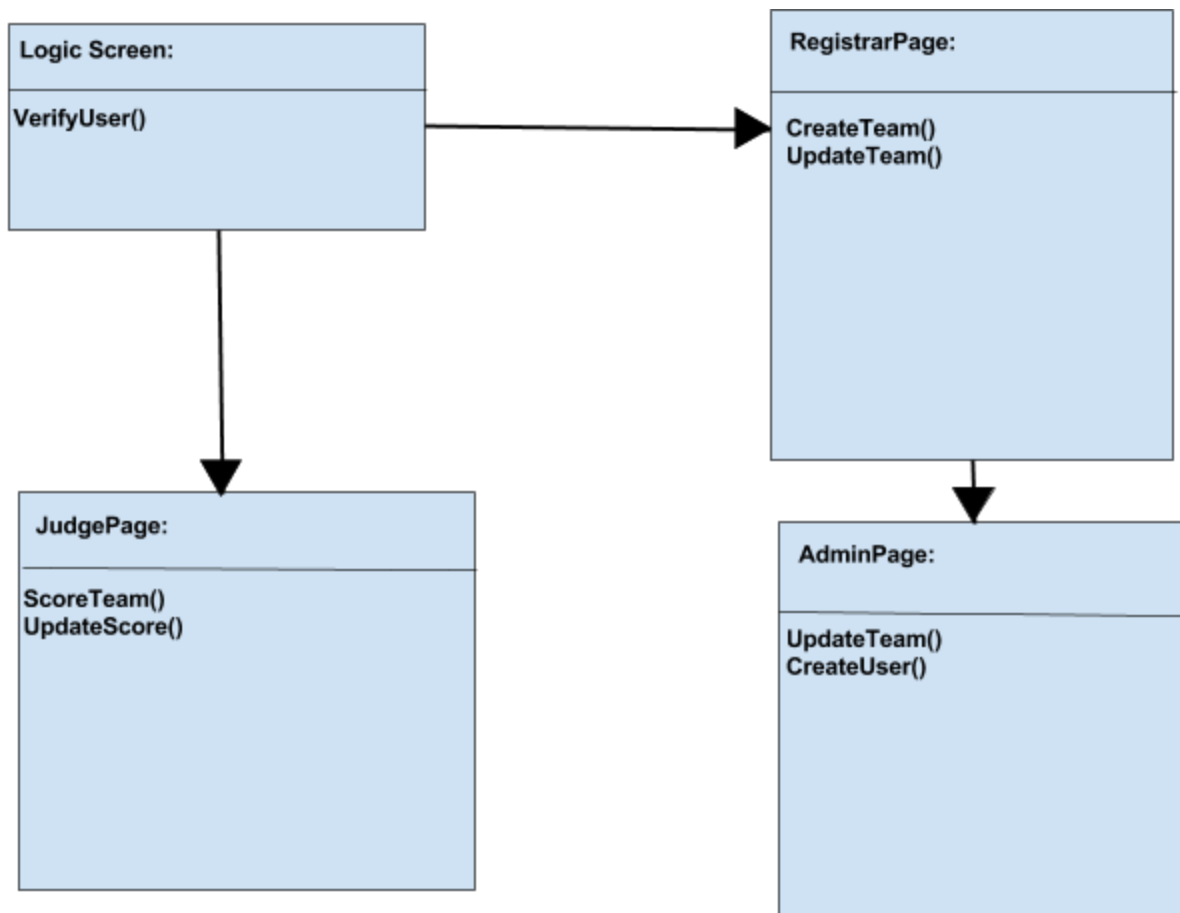 Logic Screen:
VerifyUser()
RegistrarPage:
CreateTeam()
UpdateTeam()
JudgePage:
ScoreTeam()
UpdateScore()
AdminPage:
UpdateTeam()
CreateUser()